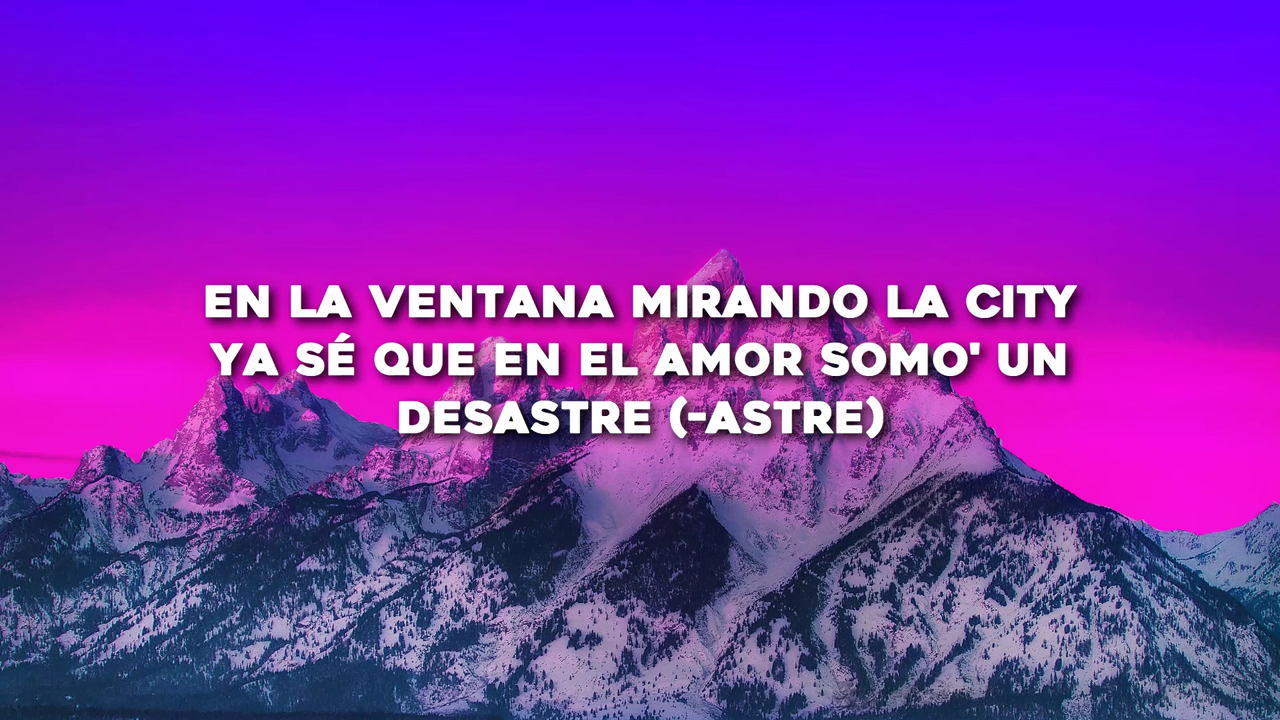 EN LA VENTANA MIRANDO LA CITY
YA SÉ QUE EN EL AMOR SOMO' UN
DESASTRE (-ASTRE)